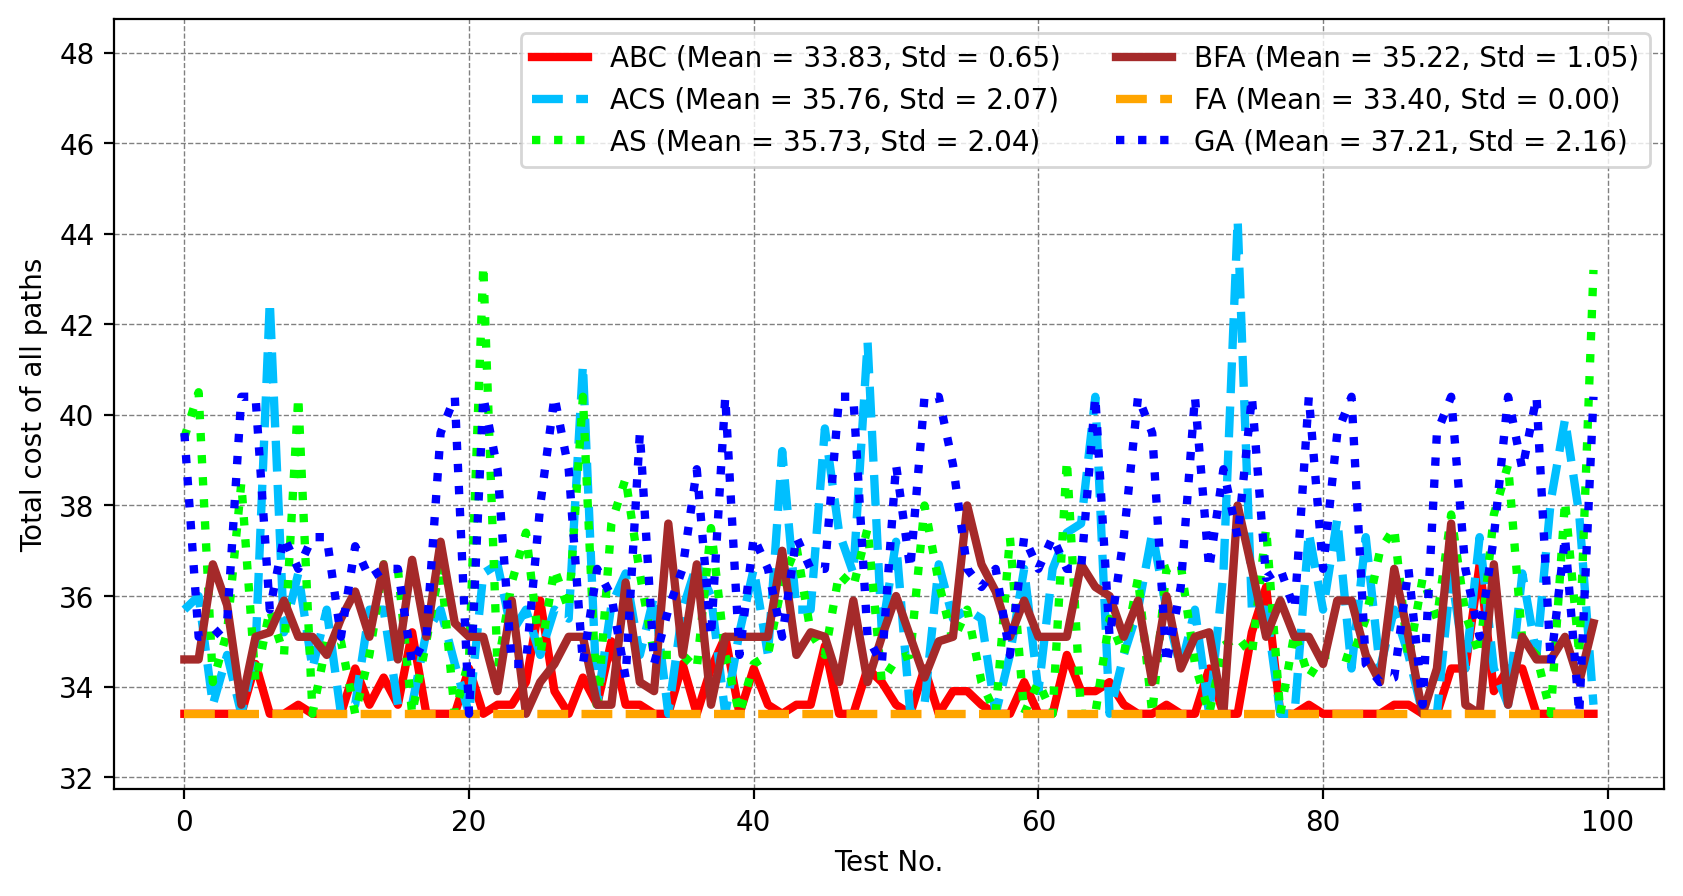 ABC (Mean = 33.83, Std = 0.65)
ACS (Mean = 35.76, Std = 2.07)
AS (Mean = 35.73, Std = 2.04)
BFA (Mean = 35.22, Std = 1.05)
FA (Mean = 33.40, Std = 0.00)
GA (Mean = 37.21, Std = 2.16)
Total cost of all paths
48
46
44
42
40
38
36
34
32
0 20 40 60 80 100
Test No.